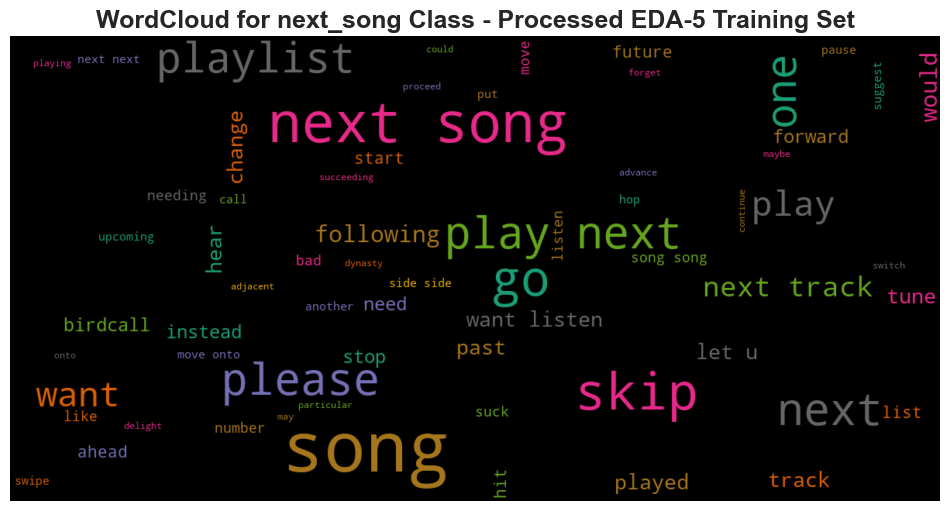 WordCloud for next_song Class - Processed EDA-5 Training Set
playing
next next
playlist
could
move
future
pause
forget
suggest
would
one
proceed
put
next song
change
start
forward
maybe
succeeding
advance
needing
call
hop
continue
play
upcoming
hear
following
play next
listen
song song
bad
dynasty
switch
adjacent
side side
go
next track
tune
another
need
birdcall
instead
want listen
onto
move onto
stop
past
let u
want
please
skip
next
list
like
particular
may
suck
delight
number
ahead
song
swipe
hit
played
track